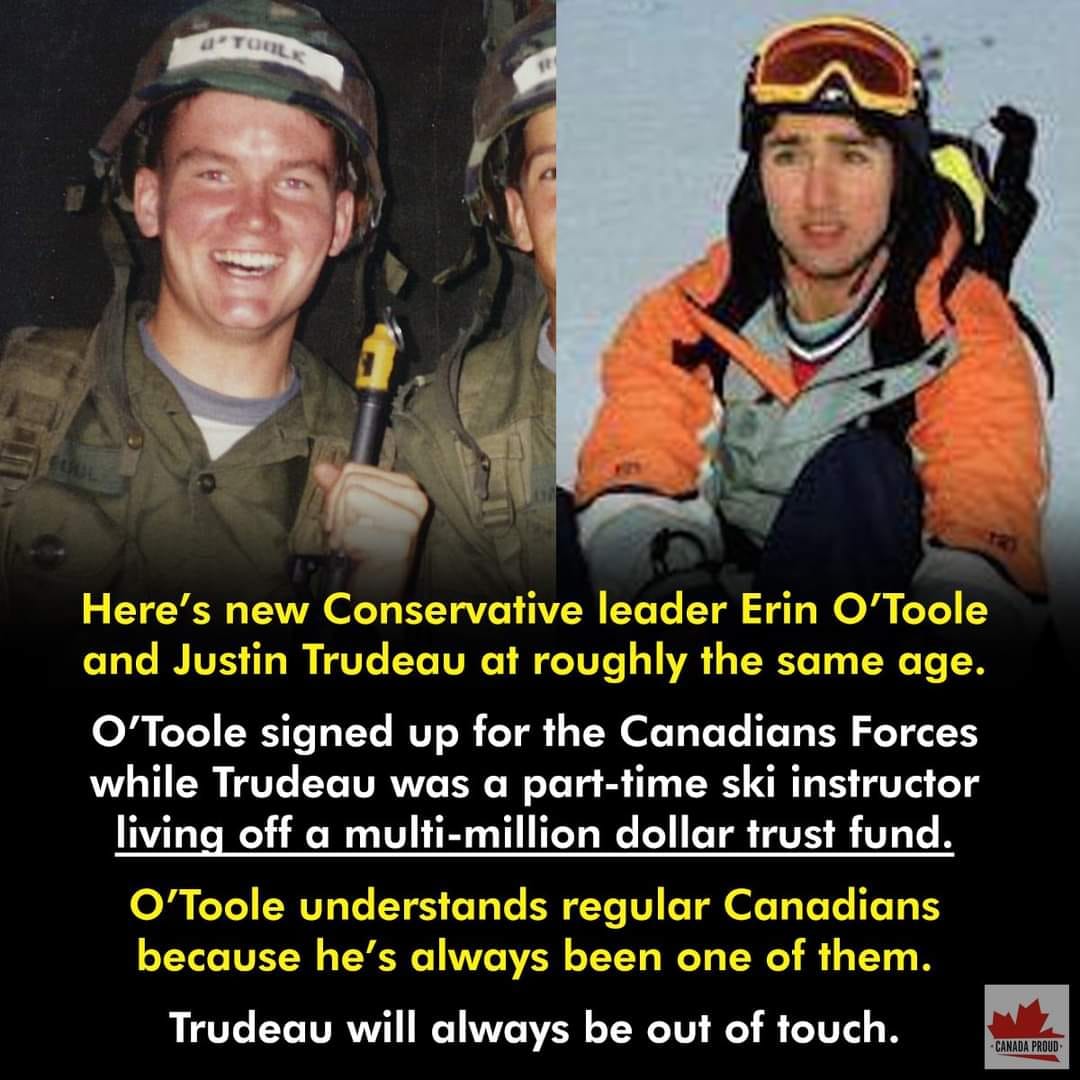 O'TOOLE
Here's new Conservative leader Erin O'Toole
and Justin Trudeau at roughly the same age.
O'Toole signed up for the Canadians Forces
while Trudeau was a part-time ski instructor
living off a multi-million dollar trust fund.
O'Toole understands regular Canadians
because he's always been one of them.
Trudeau will always be out of touch.
·CANADA PROUD·